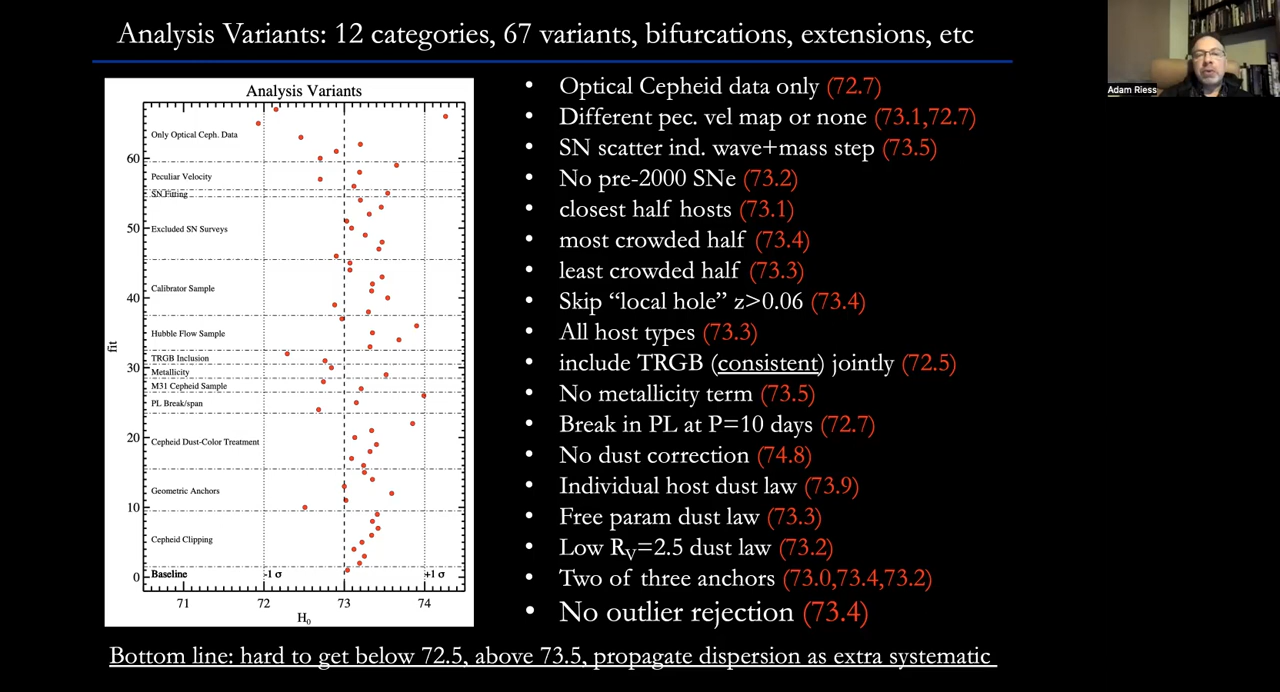 Analysis Variants: 12 categories, 67 variants, bifurcations, extensions, etc
Adam Riess
Analysis Variants
Only Optical Ceph. Data
60
Peculiar Velocity
SN Fitting
50
Excluded SN Surveys
Calibrator Sample
40
Hubble Flow Sample
fit
TRGB Inclusion
30
Metallicity
M31 Cepheid Sample
PL Break/span
20
Cepheid Dust-Color Treatment
Geometric Anchors
10
Cepheid Clipping
0
Baseline
-1 σ
+1 σ
71 72 73 74
H₀
• Optical Cepheid data only (72.7)
• Different pec. vel map or none (73.1,72.7)
• SN scatter ind. wave+mass step (73.5)
• No pre-2000 SNe (73.2)
• closest half hosts (73.1)
• most crowded half (73.4)
• least crowded half (73.3)
• Skip “local hole” z>0.06 (73.4)
• All host types (73.3)
• include TRGB (consistent) jointly (72.5)
• No metallicity term (73.5)
• Break in PL at P=10 days (72.7)
• No dust correction (74.8)
• Individual host dust law (73.9)
• Free param dust law (73.3)
• Low Rᵥ=2.5 dust law (73.2)
• Two of three anchors (73.0,73.4,73.2)
• No outlier rejection (73.4)
Bottom line: hard to get below 72.5, above 73.5, propagate dispersion as extra systematic